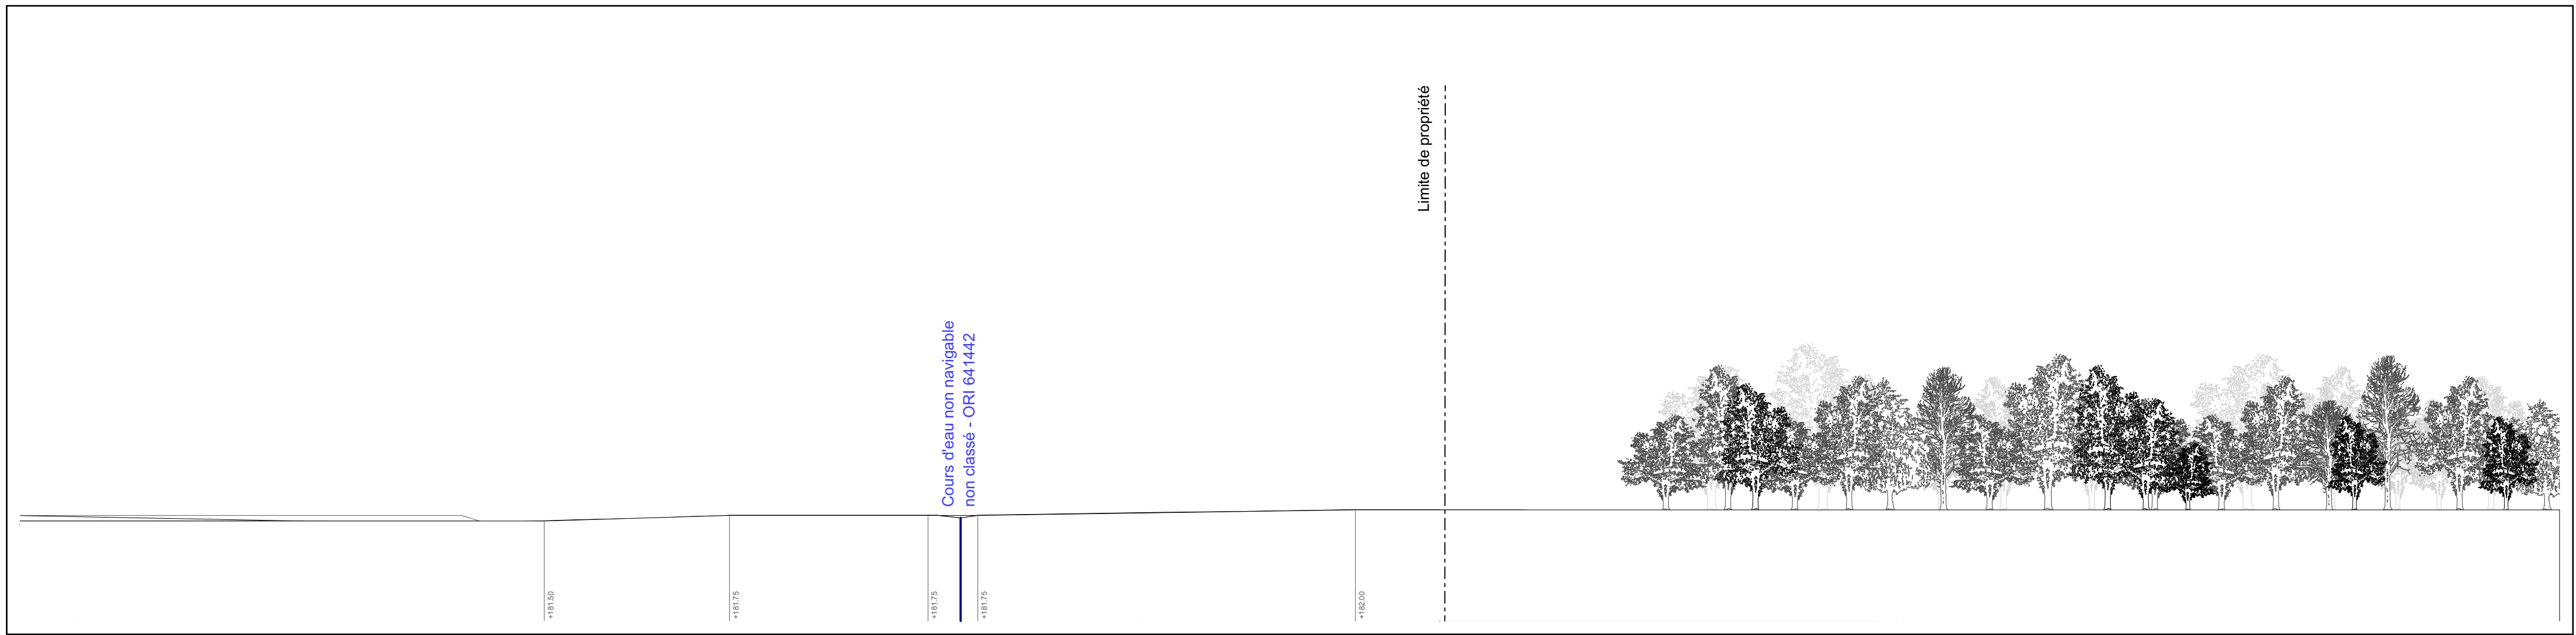 Limite de propriété
Cours d'eau non navigable
non classé - ORI 641442
+181.50
+181.75
+181.75
+181.75
+182.00